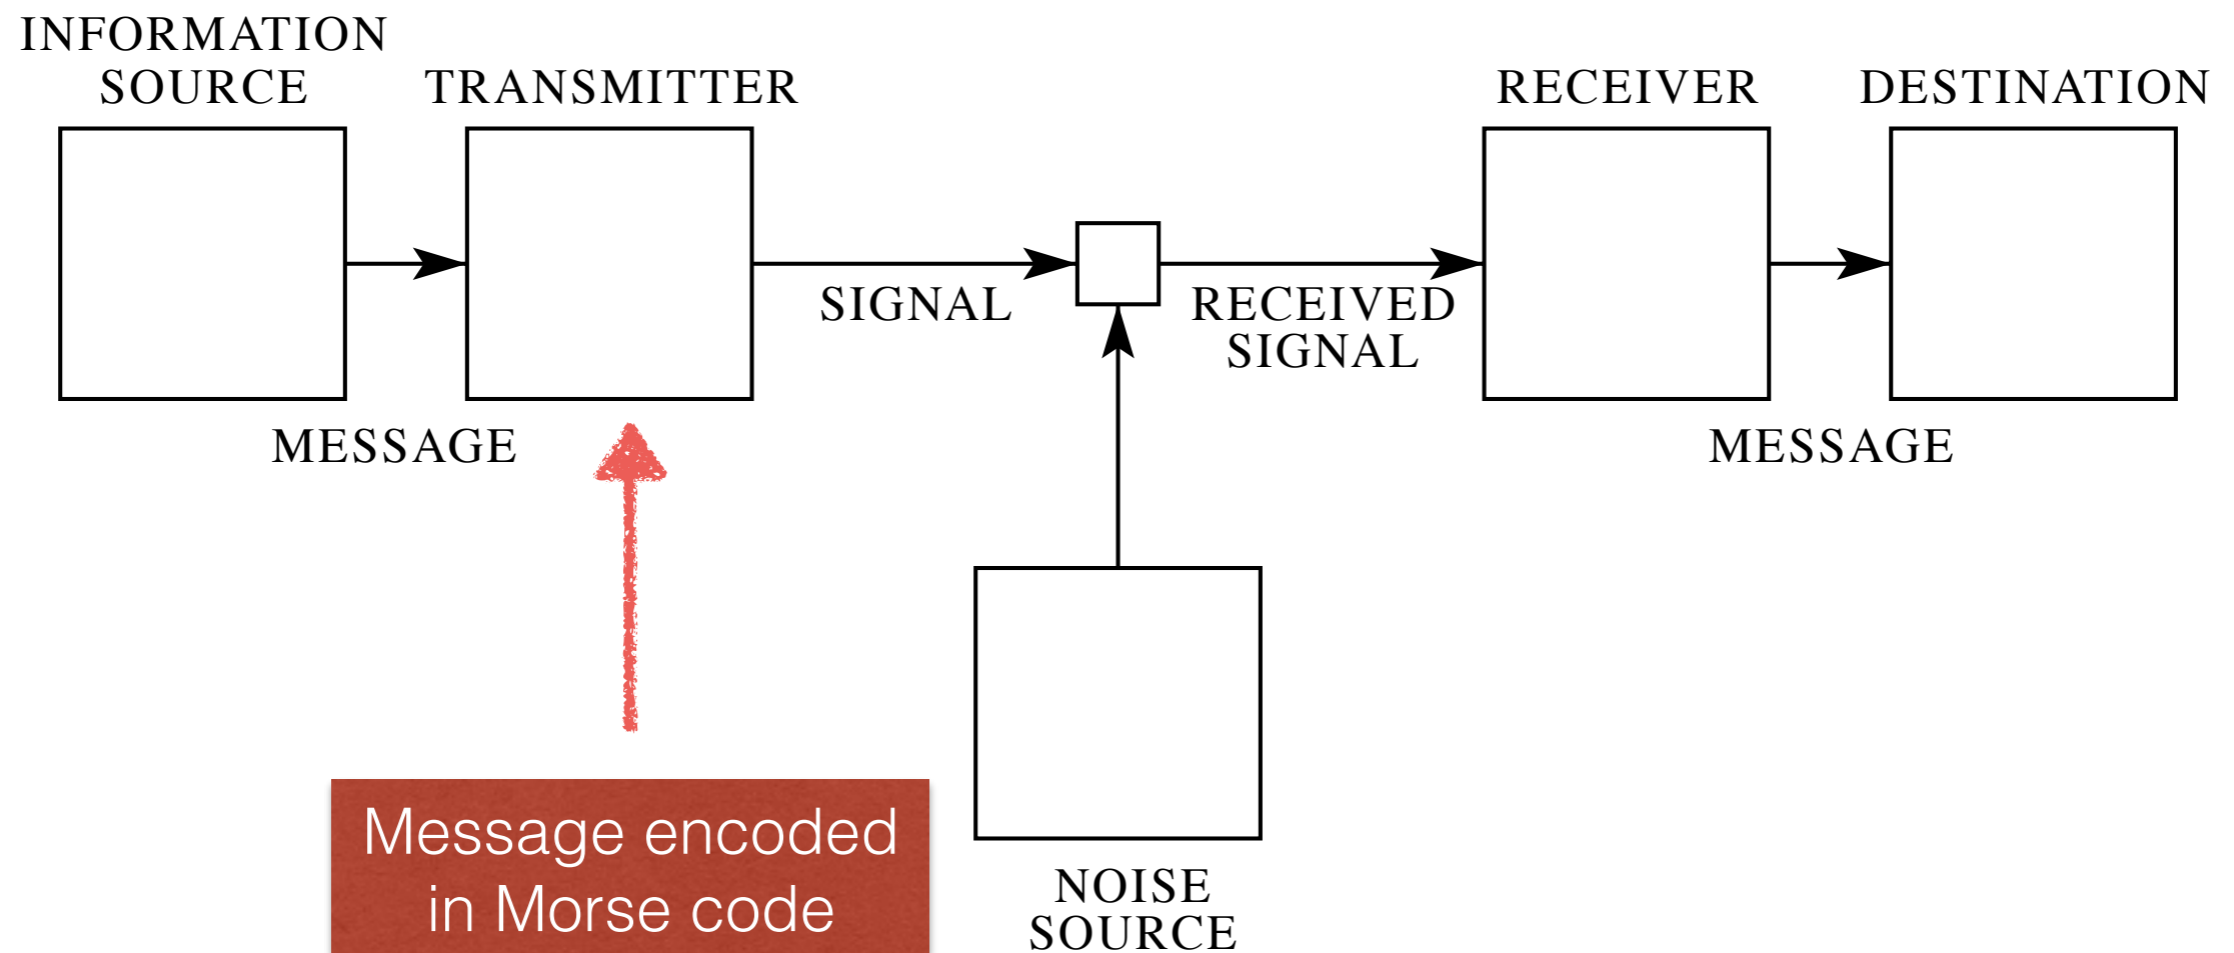 INFORMATION
SOURCE
TRANSMITTER
RECEIVER
DESTINATION
SIGNAL
RECEIVED
SIGNAL
MESSAGE
MESSAGE
Message encoded
in Morse code
NOISE
SOURCE